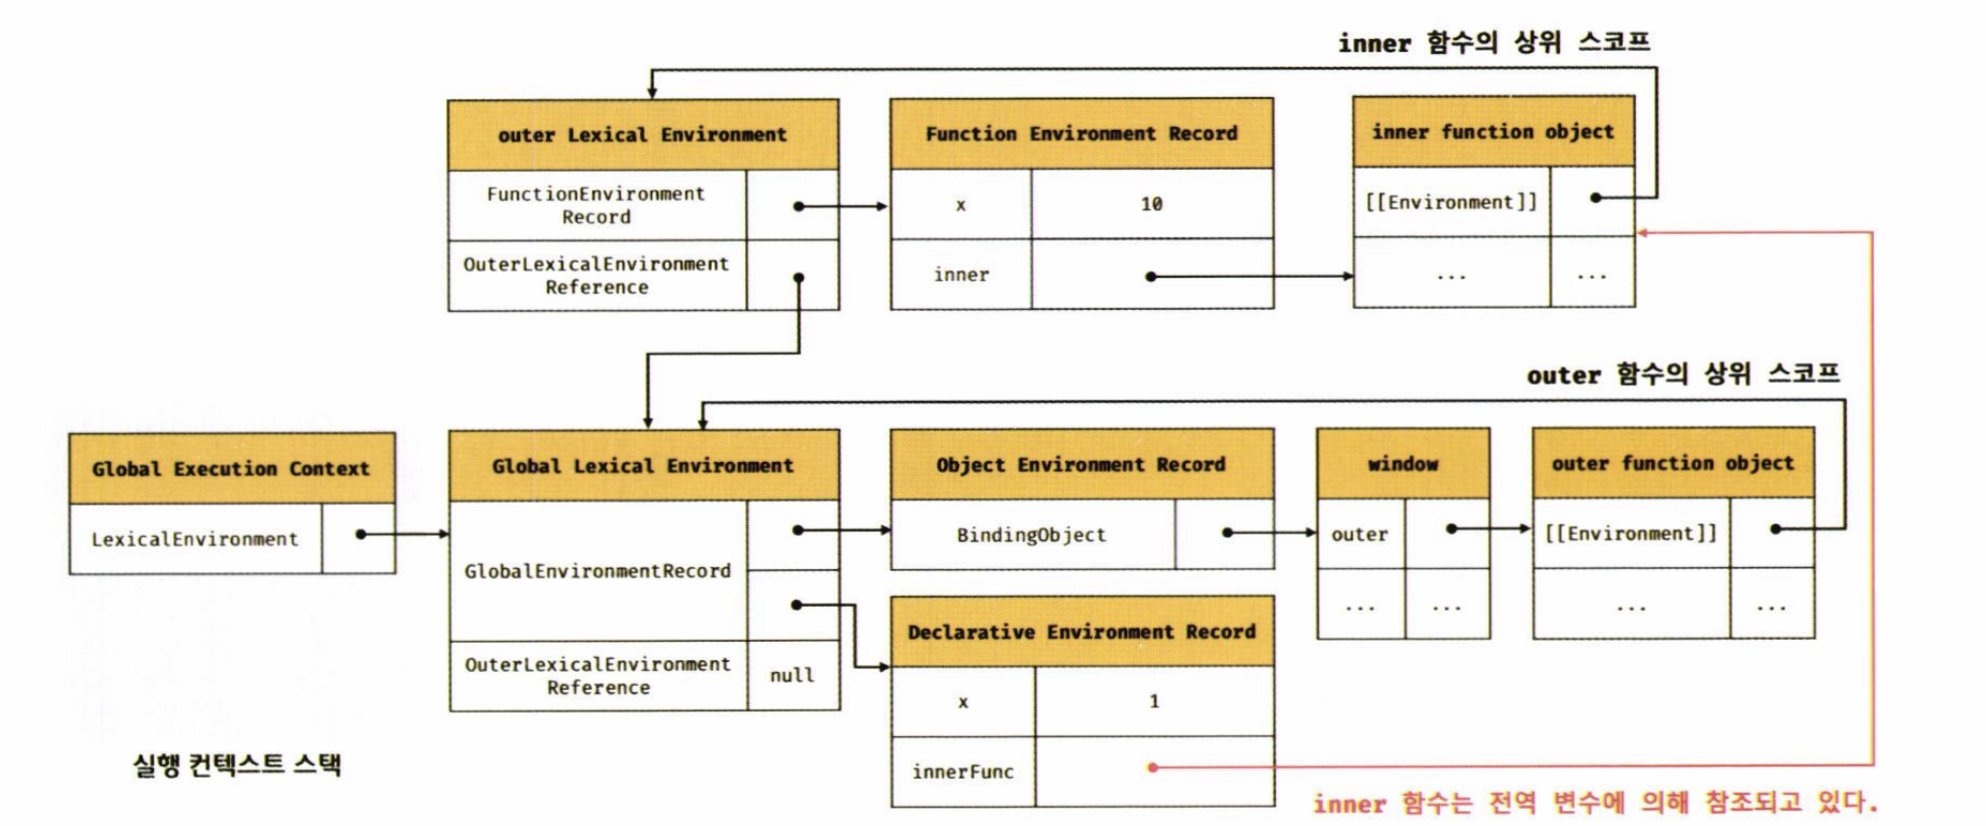 inner 함수의 상위 스코프
outer Lexical Environment
FunctionEnvironment
Record
OuterLexicalEnvironment
Reference
Function Environment Record
x 10
inner
inner function object
[[Environment]]
... ...
outer 함수의 상위 스코프
Global Execution Context
LexicalEnvironment
Global Lexical Environment
GlobalEnvironmentRecord
OuterLexicalEnvironment
Reference
null
Object Environment Record
BindingObject
window
outer
... ...
outer function object
[[Environment]]
... ...
Declarative Environment Record
x 1
innerFunc
실행 컨텍스트 스택
inner 함수는 전역 변수에 의해 참조되고 있다.